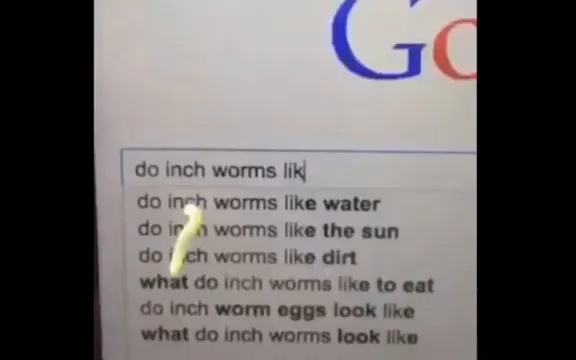 Go
do inch worms lik
do inch worms like water
do inch worms like the sun
do inch worms like dirt
what do inch worms like to eat
do inch worm eggs look like
what do inch worms look like